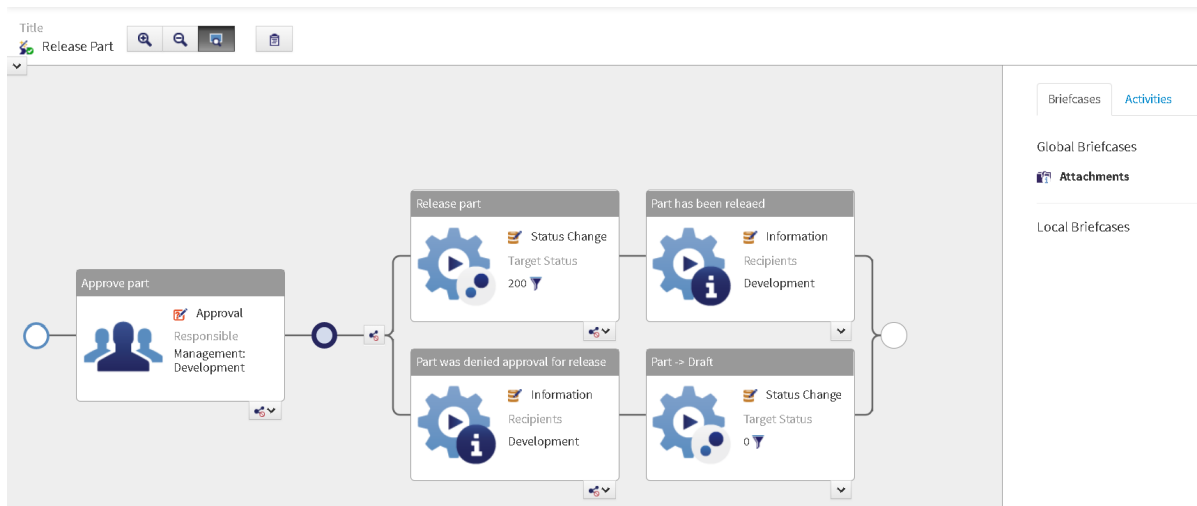 Title
Release Part
Briefcases
Activities
Global Briefcases
Attachments
Local Briefcases
Approve part
Approval
Responsible
Management:
Development
Release part
Status Change
Target Status
200
Part has been releaed
Information
Recipients
Development
Part was denied approval for release
Information
Recipients
Development
Part -> Draft
Status Change
Target Status
0